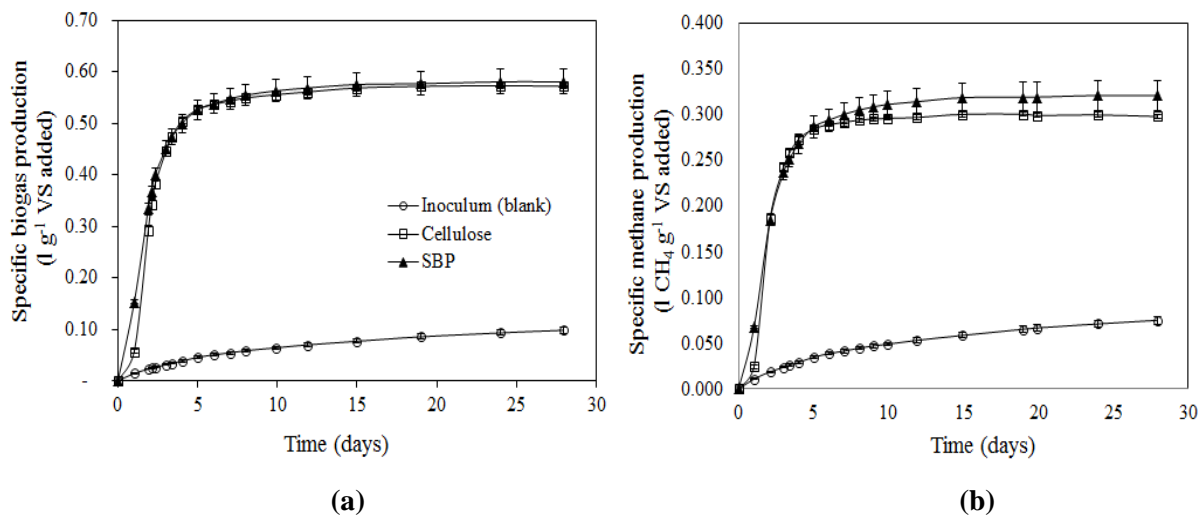 0.70
0.60
0.50
0.40
0.30
0.20
0.10
-
Specific biogas production
(l g⁻¹ VS added)
Inoculum (blank)
Cellulose
SBP
0 5 10 15 20 25 30
Time (days)
(a)
0.400
0.350
0.300
0.250
0.200
0.150
0.100
0.050
0.000
Specific methane production
(l CH₄ g⁻¹ VS added)
0 5 10 15 20 25 30
Time (days)
(b)